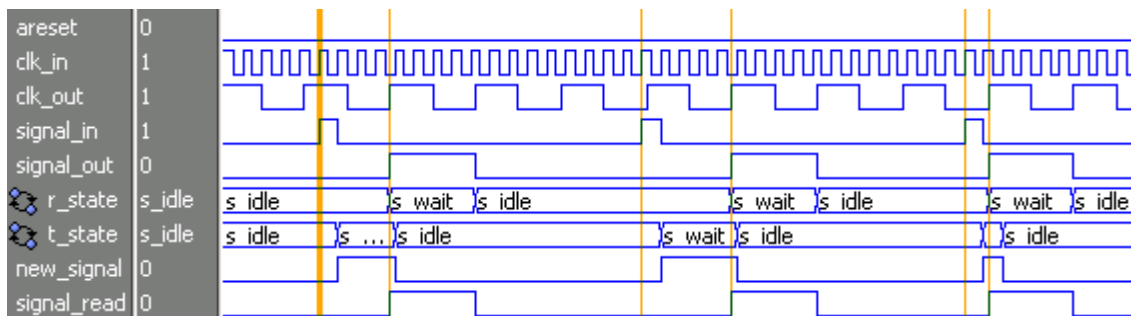 areset 0
clk_in 1
clk_out 1
signal_in 1
signal_out 0
r_state s_idle s idle s wait s idle s wait s idle s wait s idle
t_state s_idle s idle s ... s idle s wait s idle s idle
new_signal 0
signal_read 0